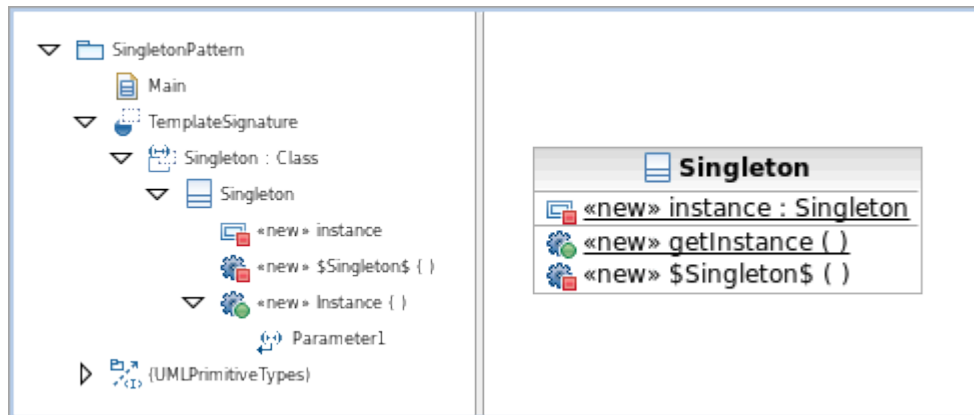 SingletonPattern
Main
TemplateSignature
Singleton : Class
Singleton
«new» instance
«new» $Singleton$ ( )
«new» Instance ( )
Parameter1
(UMLPrimitiveTypes)
Singleton
«new» instance : Singleton
«new» getInstance ( )
«new» $Singleton$ ( )